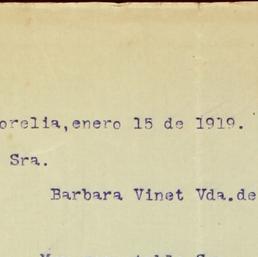 orelia,enero 15 de 1919.
Sra.
Barbara Vinet Vda.de